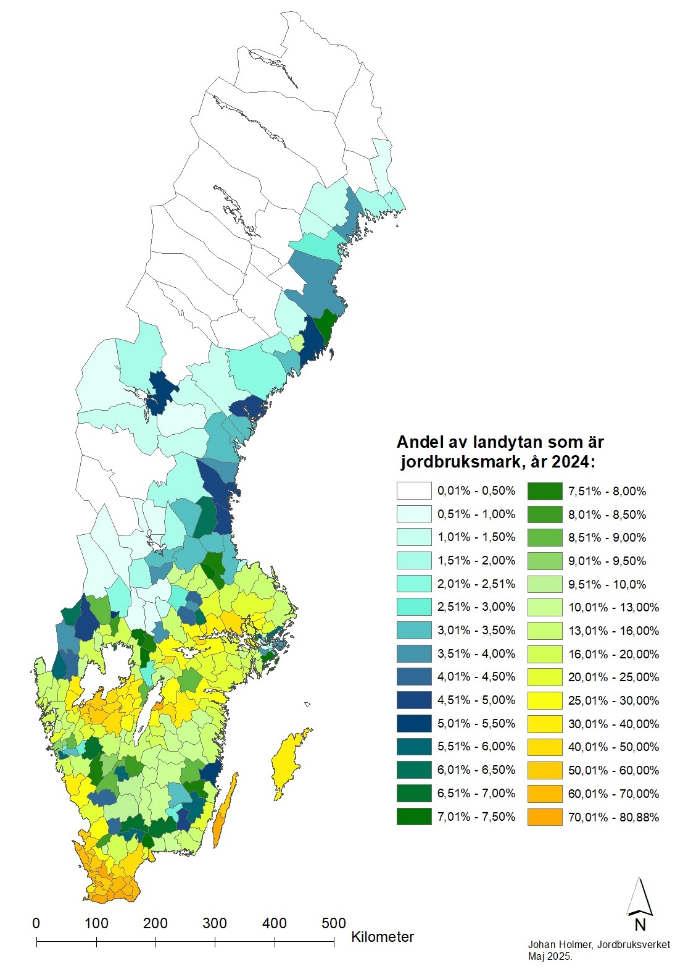 Andel av landytan som är
jordbruksmark, år 2024:
0,01% - 0,50%
0,51% - 1,00%
1,01% - 1,50%
1,51% - 2,00%
2,01% - 2,51%
2,51% - 3,00%
3,01% - 3,50%
3,51% - 4,00%
4,01% - 4,50%
4,51% - 5,00%
5,01% - 5,50%
5,51% - 6,00%
6,01% - 6,50%
6,51% - 7,00%
7,01% - 7,50%
7,51% - 8,00%
8,01% - 8,50%
8,51% - 9,00%
9,01% - 9,50%
9,51% - 10,0%
10,01% - 13,00%
13,01% - 16,00%
16,01% - 20,00%
20,01% - 25,00%
25,01% - 30,00%
30,01% - 40,00%
40,01% - 50,00%
50,01% - 60,00%
60,01% - 70,00%
70,01% - 80,88%
0 100 200 300 400 500
Kilometer
N
Johan Holmer, Jordbruksverket
Maj 2025.